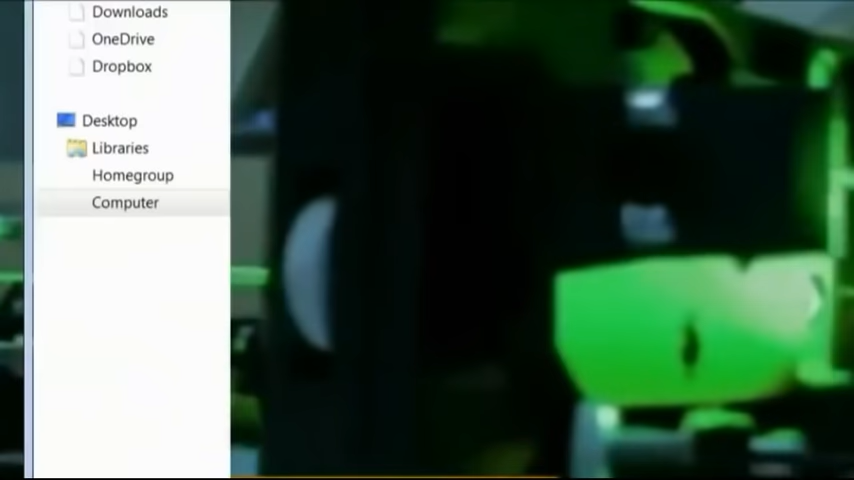 Downloads
OneDrive
Dropbox
Desktop
Libraries
Homegroup
Computer